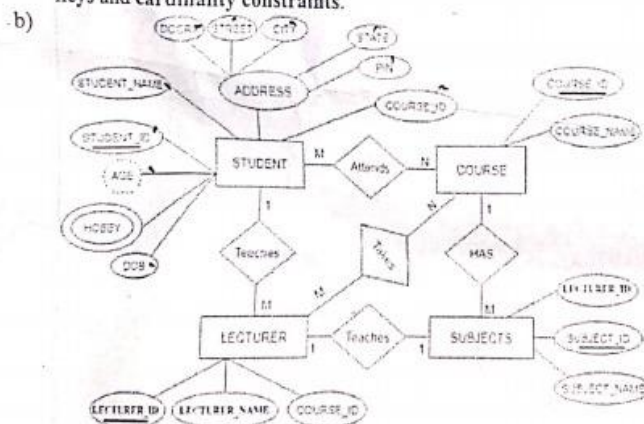 keys and cardinality constraints.
b)
DOOR# STREET CITY
STATE
PIN
STUDENT_NAME
ADDRESS
COURSE_ID
COURSE_ID
COURSE_NAME
STUDENT_ID
STUDENT M Attends N COURSE
AGE
HOBBY
DOB
1
1
N
Teaches
Takes
HAS
M
M
M
LECTURER_ID
LECTURER 1 Teaches 1 SUBJECTS
SUBJECT_ID
SUBJECT_NAME
LECTURER_ID LECTURER_NAME COURSE_ID